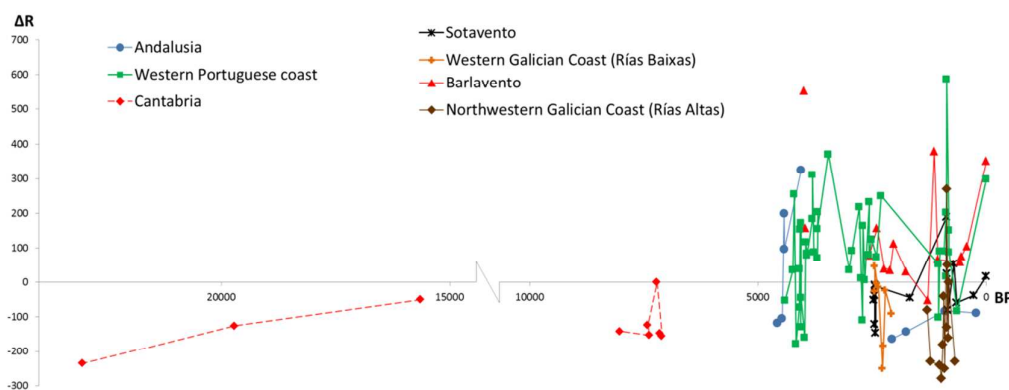 ΔR
700
600
500
400
300
200
100
0
-100
-200
-300
Andalusia
Western Portuguese coast
Cantabria
Sotavento
Western Galician Coast (Rías Baixas)
Barlavento
Northwestern Galician Coast (Rías Altas)
20000 15000 10000 5000 0
BP